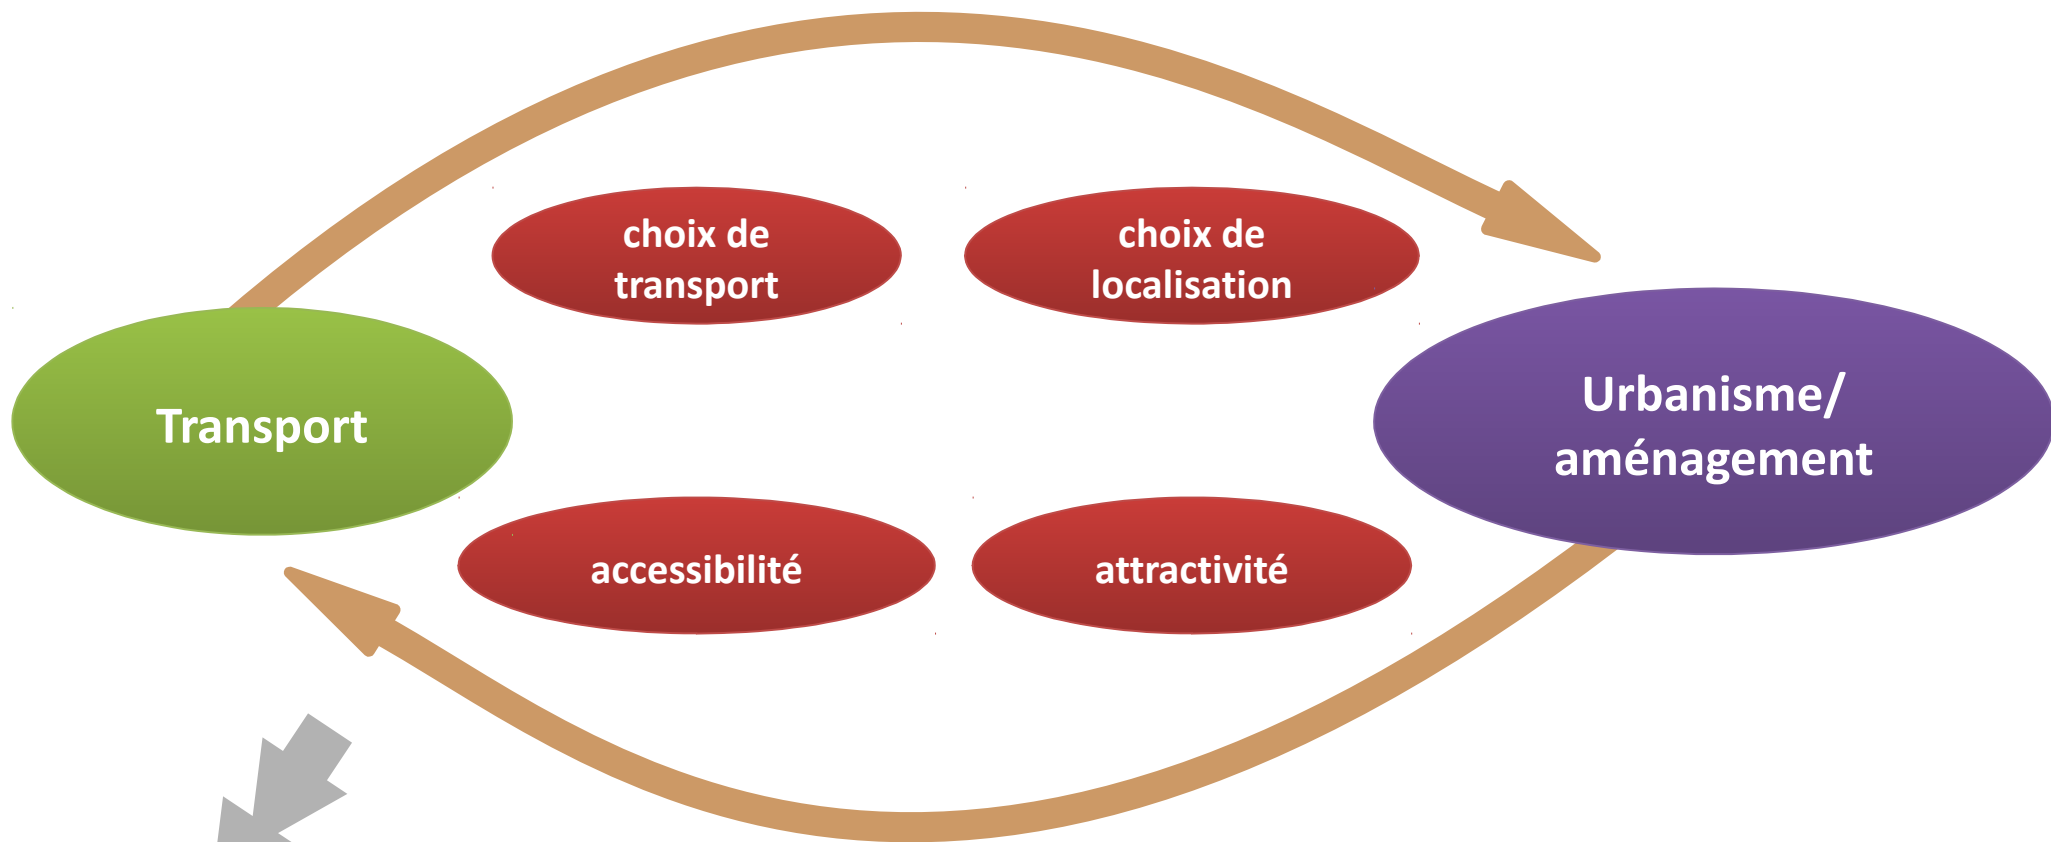 choix de
transport
choix de
localisation
Transport
Urbanisme/
aménagement
accessibilité
attractivité